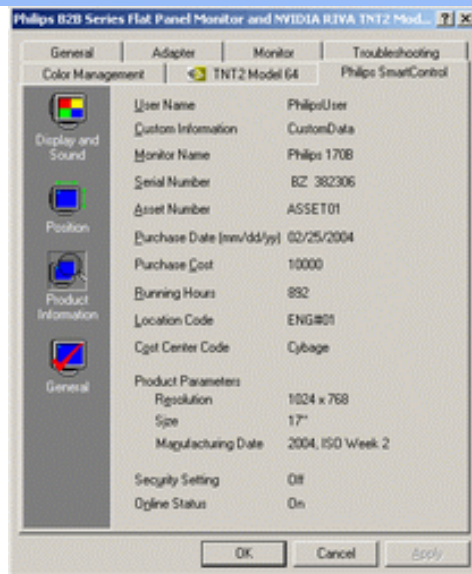 Philips B2B Series Flat Panel Monitor and NVIDIA RIVA TNT2 Mod... ? X
General Adapter Monitor Troubleshooting
Color Management TNT2 Model 64 Philips SmartControl
Display and Sound
Position
Product Information
General
User Name PhilipsUser
Custom Information CustomData
Monitor Name Philips 170B
Serial Number BZ 382306
Asset Number ASSET01
Purchase Date (mm/dd/yy) 02/25/2004
Purchase Cost 10000
Running Hours 892
Location Code ENG#01
Cost Center Code Cybage
Product Parameters
Resolution 1024 x 768
Size 17"
Manufacturing Date 2004, ISO Week 2
Security Setting Off
Online Status On
OK Cancel Apply